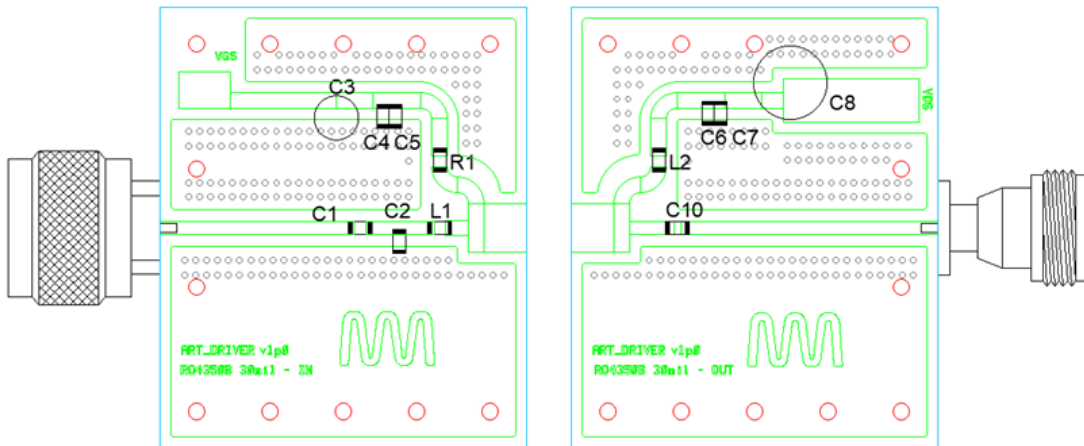 VGS
C3
C4 C5
R1
C1
C2
L1
ART_DRIVER v1p0
RO4350B 30mil - IN
C8
VDS
C6 C7
L2
C10
ART_DRIVER v1p0
RO4350B 30mil - OUT